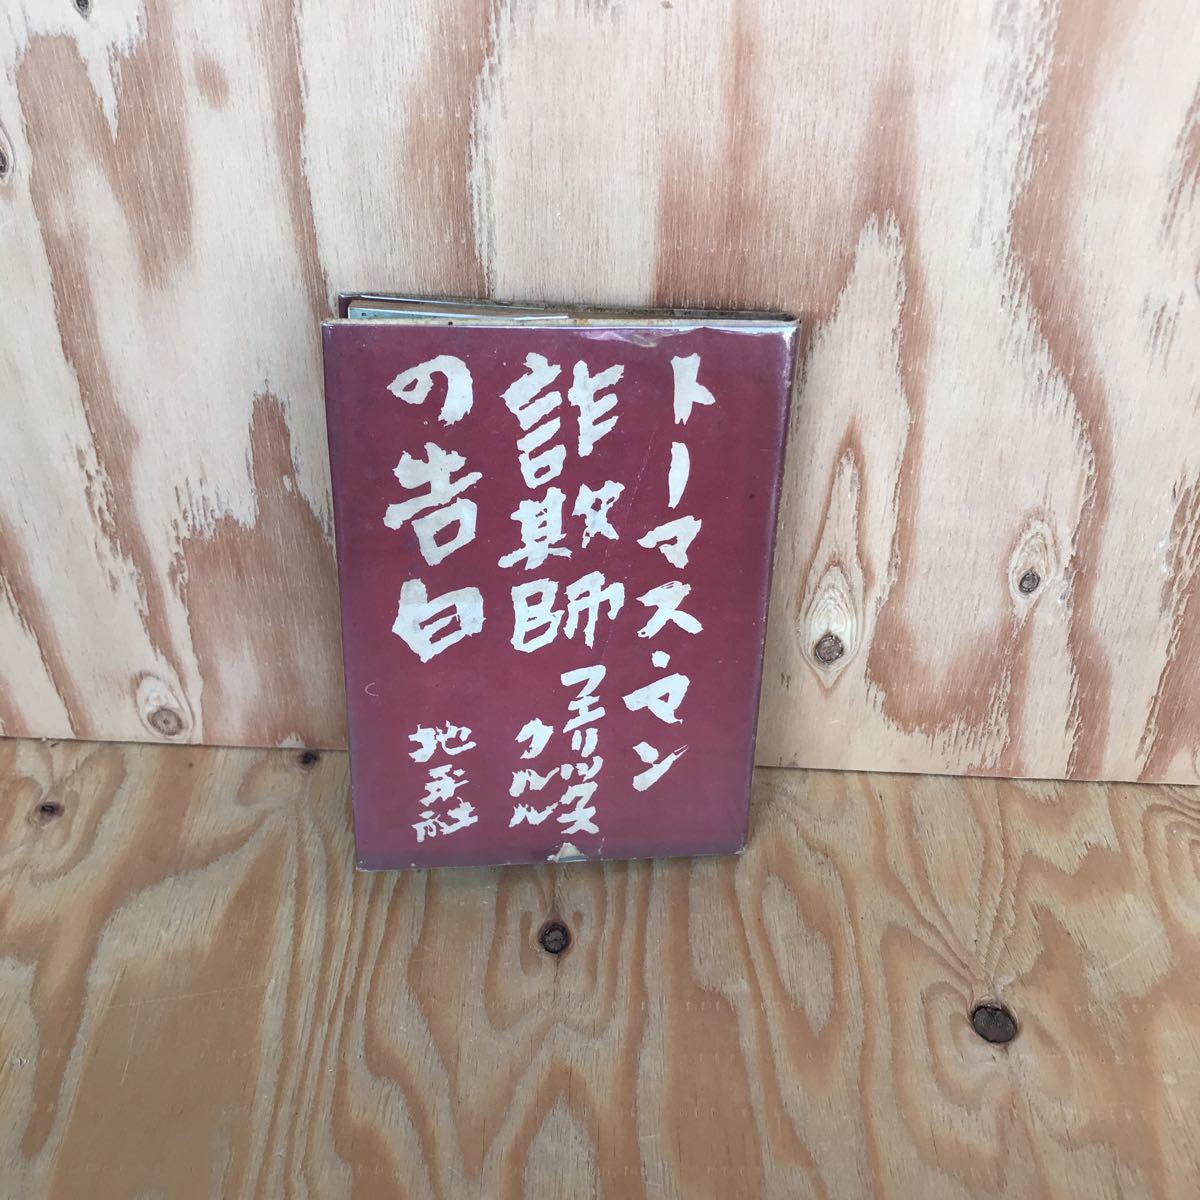 トーマス・マン
詐欺師
フェリックス
クルル
の告白
地平社